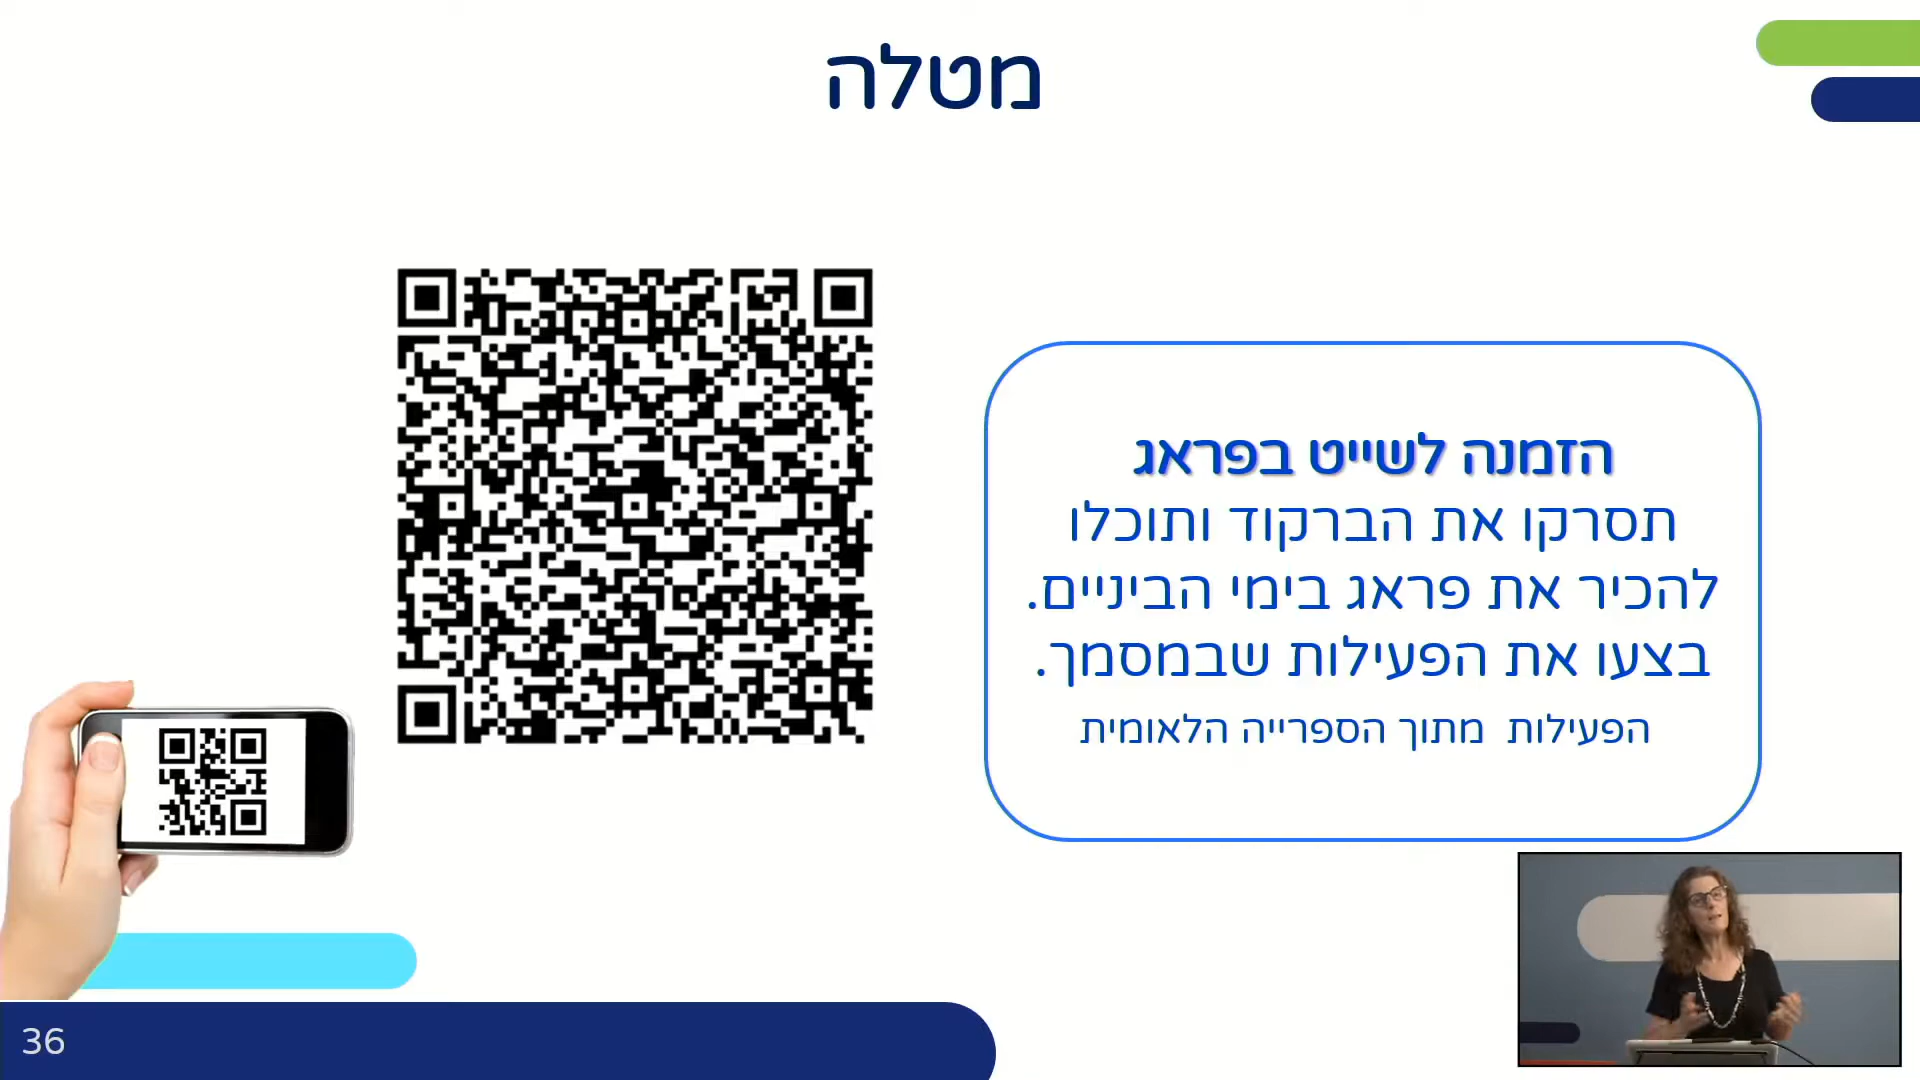 מטלה
הזמנה לשייט בפראג
תסרקו את הברקוד ותוכלו
להכיר את פראג בימי הביניים.
בצעו את הפעילות שבמסמך.
הפעילות  מתוך הספרייה הלאומית
36